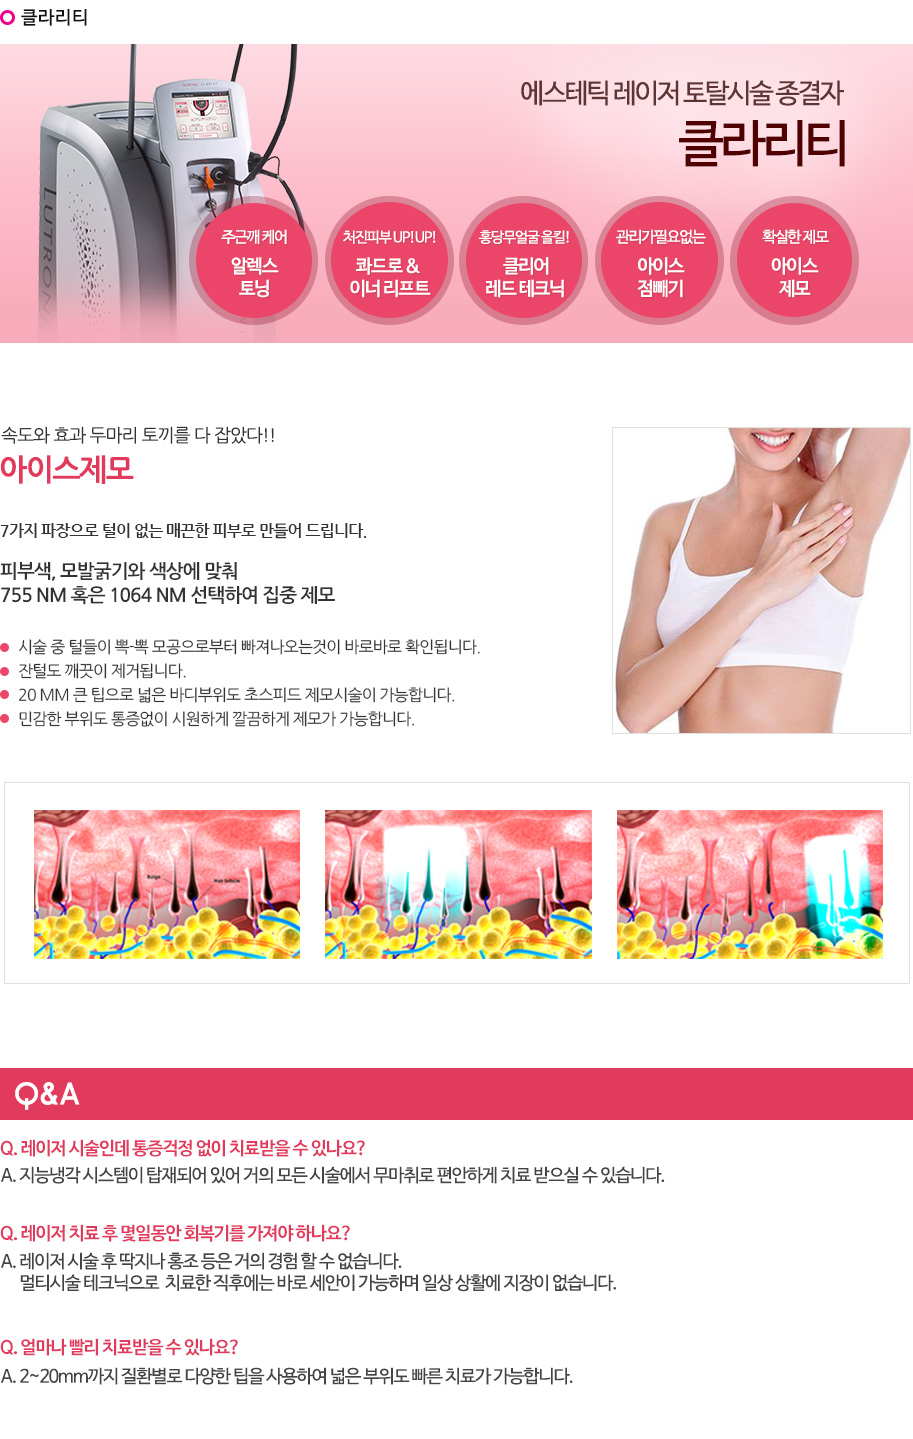 클라리티
에스테틱 레이저 토탈시술 종결자
클라리티
LUTRONI
주근깨 케어
알렉스
토닝
처진피부 UP! UP!
콰드로 &
이너 리프트
홍당무얼굴 올킬!
클리어
레드 테크닉
관리가필요없는
아이스
점빼기
확실한 제모
아이스
제모
속도와 효과 두마리 토끼를 다 잡았다!!
아이스제모
7가지 파장으로 털이 없는 매끈한 피부로 만들어 드립니다.
피부색, 모발굵기와 색상에 맞춰
755 NM 혹은 1064 NM 선택하여 집중 제모
시술 중 털들이 뽁-뽁 모공으로부터 빠져나오는것이 바로바로 확인됩니다.
잔털도 깨끗이 제거됩니다.
20 MM 큰 팁으로 넓은 바디부위도 초스피드 제모시술이 가능합니다.
민감한 부위도 통증없이 시원하게 깔끔하게 제모가 가능합니다.
Bulge
Hair follicle
Q&A
Q. 레이저 시술인데 통증걱정 없이 치료받을 수 있나요?
A. 지능냉각 시스템이 탑재되어 있어 거의 모든 시술에서 무마취로 편안하게 치료 받으실 수 있습니다.
Q. 레이저 치료 후 몇일동안 회복기를 가져야 하나요?
A. 레이저 시술 후 딱지나 홍조 등은 거의 경험 할 수 없습니다.
멀티시술 테크닉으로 치료한 직후에는 바로 세안이 가능하며 일상 상활에 지장이 없습니다.
Q. 얼마나 빨리 치료받을 수 있나요?
A. 2~20mm까지 질환별로 다양한 팁을 사용하여 넓은 부위도 빠른 치료가 가능합니다.